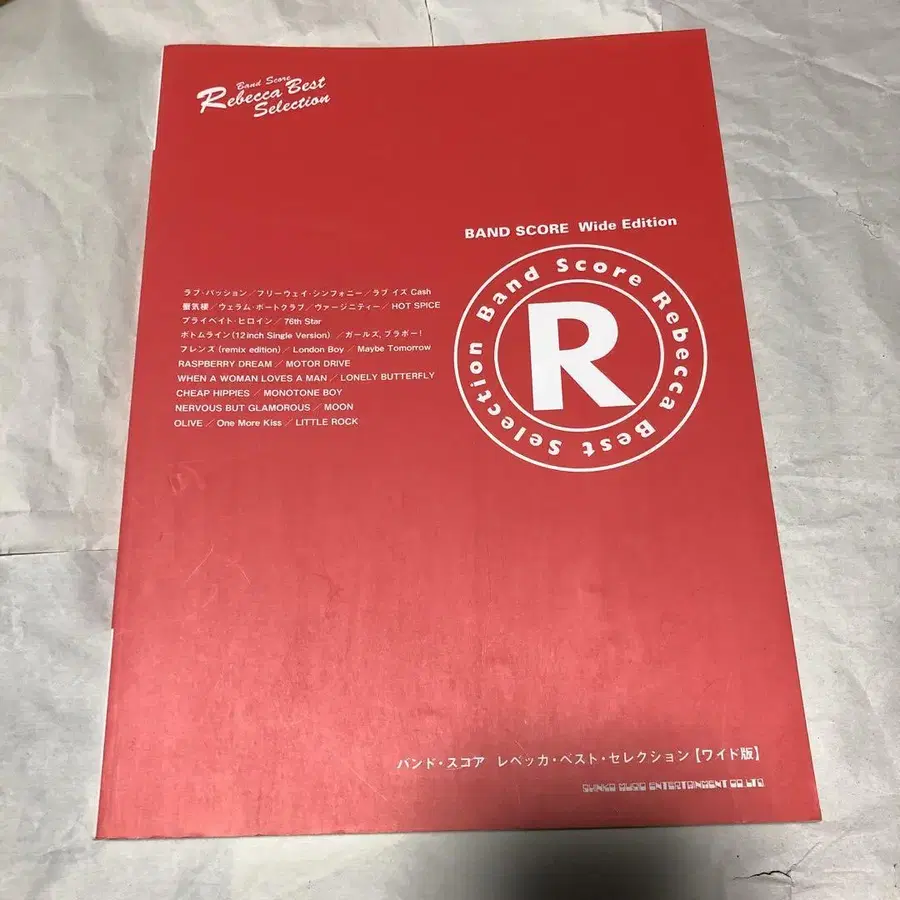 Band Score
Rebecca Best
Selection
BAND SCORE Wide Edition
ラブ・パッション／フリーウェイ・シンフォニー／ラブ イズ Cash
蜃気楼／ウェラム・ボートクラブ／ヴァージニティー／HOT SPICE
プライベイト・ヒロイン／76th Star
ボトムライン（12inch Single Version）／ガールズ、ブラボー！
フレンズ（remix edition）／London Boy／Maybe Tomorrow
RASPBERRY DREAM／MOTOR DRIVE
WHEN A WOMAN LOVES A MAN／LONELY BUTTERFLY
CHEAP HIPPIES／MONOTONE BOY
NERVOUS BUT GLAMOROUS／MOON
OLIVE／One More Kiss／LITTLE ROCK
Band Score Rebecca Best Selection
R
バンド・スコア レベッカ・ベスト・セレクション【ワイド版】
SHINKO MUSIC ENTERTAINMENT CO.LTD.